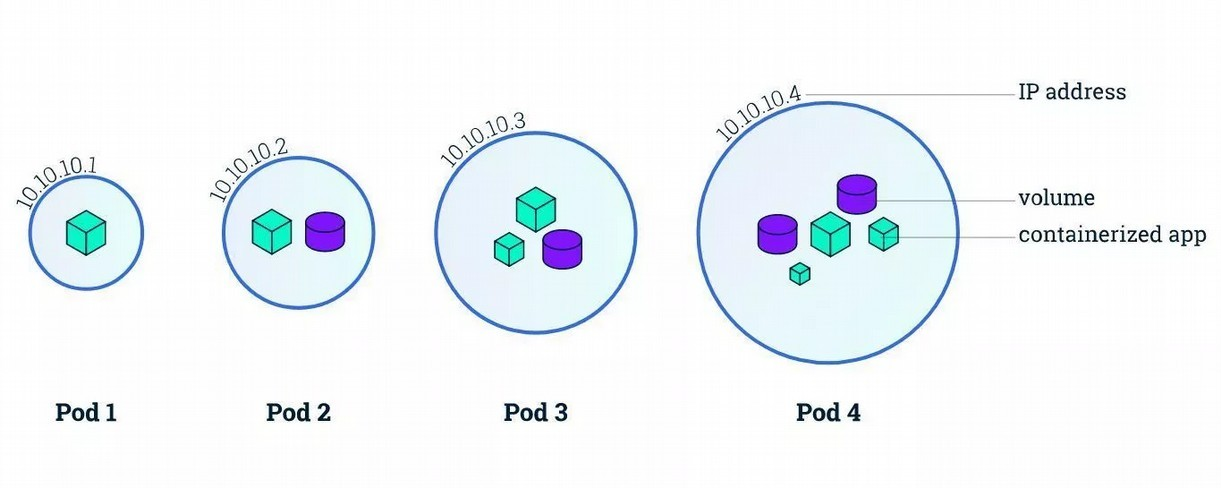 10.10.10.1
10.10.10.2
10.10.10.3
10.10.10.4
IP address
volume
containerized app
Pod 1
Pod 2
Pod 3
Pod 4